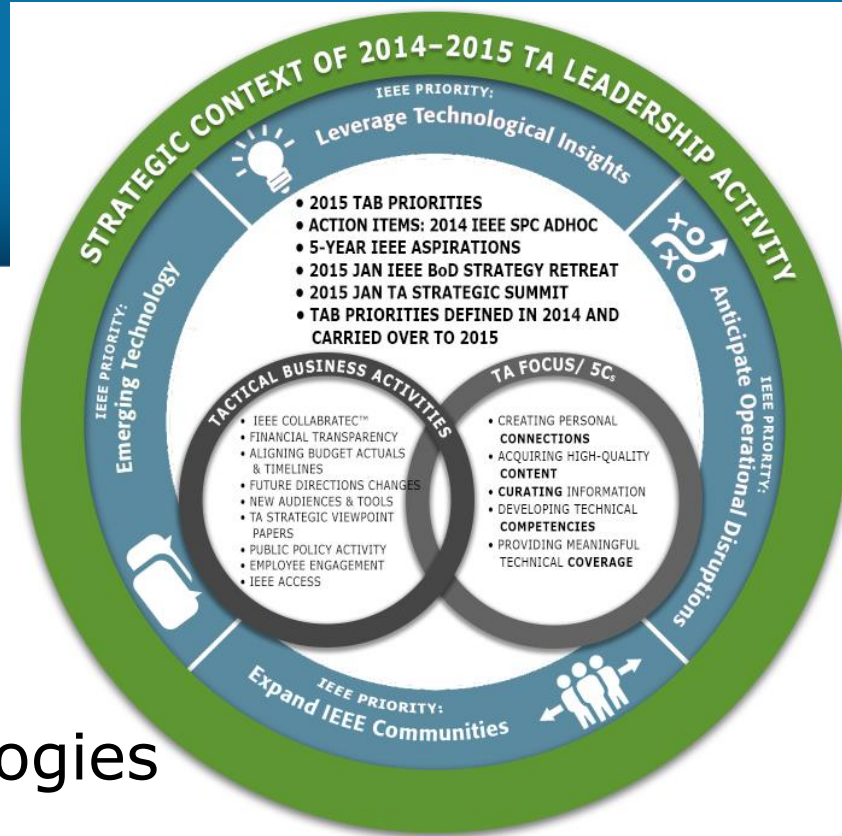 STRATEGIC CONTEXT OF 2014–2015 TA LEADERSHIP ACTIVITY
IEEE PRIORITY:
Leverage Technological Insights
IEEE PRIORITY:
Emerging Technology
IEEE PRIORITY:
Anticipate Operational Disruptions
• 2015 TAB PRIORITIES
• ACTION ITEMS: 2014 IEEE SPC ADHOC
• 5-YEAR IEEE ASPIRATIONS
• 2015 JAN IEEE BoD STRATEGY RETREAT
• 2015 JAN TA STRATEGIC SUMMIT
• TAB PRIORITIES DEFINED IN 2014 AND
CARRIED OVER TO 2015
TACTICAL BUSINESS ACTIVITIES
• IEEE COLLABRATEC™
• FINANCIAL TRANSPARENCY
• ALIGNING BUDGET ACTUALS
& TIMELINES
• FUTURE DIRECTIONS CHANGES
• NEW AUDIENCES & TOOLS
• TA STRATEGIC VIEWPOINT
PAPERS
• PUBLIC POLICY ACTIVITY
• EMPLOYEE ENGAGEMENT
• IEEE ACCESS
TA FOCUS/ 5Cs
• CREATING PERSONAL
CONNECTIONS
• ACQUIRING HIGH-QUALITY
CONTENT
• CURATING INFORMATION
• DEVELOPING TECHNICAL
COMPETENCIES
• PROVIDING MEANINGFUL
TECHNICAL COVERAGE
IEEE PRIORITY:
Expand IEEE Communities
ogies